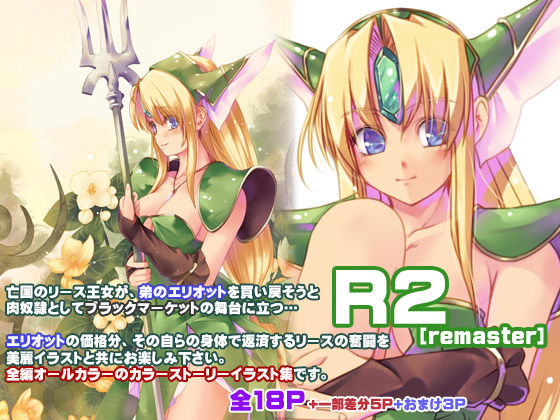 亡国のリース王女が、弟のエリオットを買い戻そうと
肉奴隷としてブラックマーケットの舞台に立つ…
エリオットの価格分、その自らの身体で返済するリースの奮闘を
美麗イラストと共にお楽しみ下さい。
全編オールカラーのカラーストーリーイラスト集です。
R2
[remaster]
全18P+一部差分5P+おまけ3P